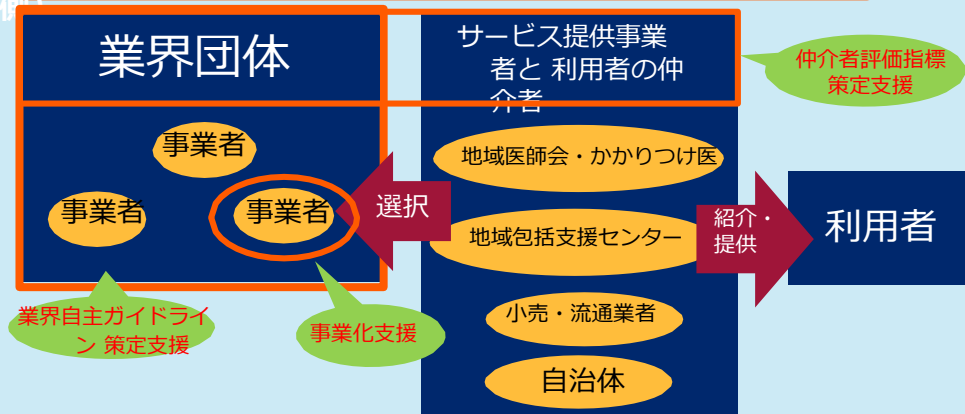 業界団体
サービス提供事業
者と 利用者の仲
介者
仲介者評価指標
策定支援
事業者
事業者
事業者
選択
地域医師会・かかりつけ医
地域包括支援センター
小売・流通業者
自治体
紹介・
提供
利用者
業界自主ガイドライ
ン 策定支援
事業化支援